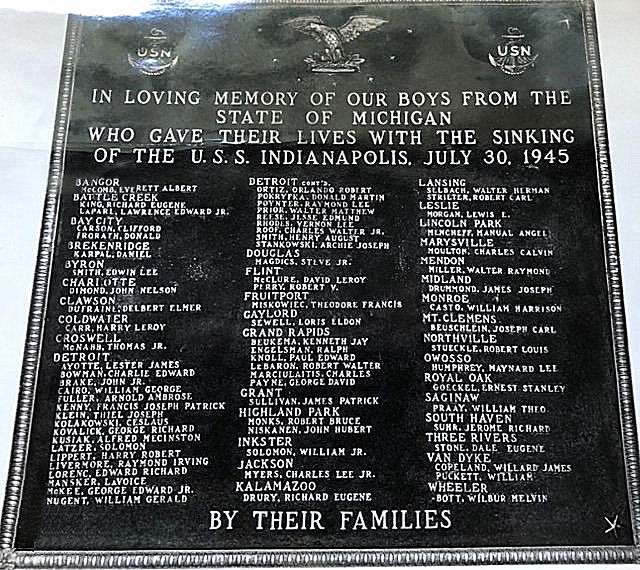 USN
USN
IN LOVING MEMORY OF OUR BOYS FROM THE
STATE OF MICHIGAN
WHO GAVE THEIR LIVES WITH THE SINKING
OF THE U.S.S. INDIANAPOLIS, JULY 30, 1945
BANGOR
McCOMB, EVERETT ALBERT
BATTLE CREEK
KING, RICHARD EUGENE
LAPARL, LAWRENCE EDWARD JR.
BAY CITY
CARSON, CLIFFORD
FRORATH, DONALD
BREKENRIDGE
KARPAL, DANIEL
BYRON
SMITH, EDWIN LEE
CHARLOTTE
DIMOND, JOHN NELSON
CLAWSON
DUFRAINE, DELBERT ELMER
COLDWATER
CARR, HARRY LEROY
CROSWELL
McNABB, THOMAS JR.
DETROIT
AYOTTE, LESTER JAMES
BOWMAN, CHARLIE EDWARD
BRAKE, JOHN JR.
CAIRO, WILLIAM GEORGE
FULLER, ARNOLD AMBROSE
KENNY, FRANCIS JOSEPH PATRICK
KLEIN, THIEL JOSEPH
KOLAKOWSKI, CESLAUS
KOVALICK, GEORGE RICHARD
KUSIAK, ALFRED MECINSTON
LATZER, SOLOMON
LIPPERT, HARRY ROBERT
LIVERMORE, RAYMOND IRVING
LORENC, EDWARD RICHARD
MANSKER, LAVOICE
McKEE, GEORGE EDWARD JR.
NUGENT, WILLIAM GERALD
DETROIT CONT'D.
ORTIZ, ORLANDO ROBERT
POKRYFKA, DONALD MARTIN
POYNTER, RAYMOND LEE
PRIOR, WALTER MATTHEW
REESE, JESSE EDMUND
RHODES, VERNON LEE
ROOF, CHARLES WALTER JR.
SMITH, HENRY AUGUST
STANKOWSKI, ARCHIE JOSEPH
DOUGLAS
MAGDICS, STEVE JR.
FLINT
McCLURE, DAVID LEROY
PERRY, ROBERT V.
FRUITPORT
MISKOWIEC, THEODORE FRANCIS
GAYLORD
SEWELL, LORIS ELDON
GRAND RAPIDS
BEUKEMA, KENNETH JAY
ENGELSMAN, RALPH
KNOLL, PAUL EDWARD
LeBARON, ROBERT WALTER
MARCIULAITIS, CHARLES
PAYNE, GEORGE DAVID
GRANT
SULLIVAN, JAMES PATRICK
HIGHLAND PARK
MONKS, ROBERT BRUCE
NISKANEN, JOHN HUBERT
INKSTER
SOLOMON, WILLIAM JR.
JACKSON
MYERS, CHARLES LEE JR.
KALAMAZOO
DRURY, RICHARD EUGENE
LANSING
SELBACH, WALTER HERMAN
STRIETER, ROBERT CARL
LESLIE
MORGAN, LEWIS E.
LINCOLN PARK
MENCHEFF, MANUAL ANGEL
MARYSVILLE
MOULTON, CHARLES CALVIN
MENDON
MILLER, WALTER RAYMOND
MIDLAND
DRUMMOND, JAMES JOSEPH
MONROE
CASTO, WILLIAM HARRISON
MT. CLEMENS
BEUSCHLEIN, JOSEPH CARL
NORTHVILLE
STUECKLE, ROBERT LOUIS
OWOSSO
HUMPHREY, MAYNARD LEE
ROYAL OAK
GOECKEL, ERNEST STANLEY
SAGINAW
PRAAY, WILLIAM THEO.
SOUTH HAVEN
SUHR, JEROME RICHARD
THREE RIVERS
STONE, DALE EUGENE
VAN DYKE
COPELAND, WILLARD JAMES
PUCKETT, WILLIAM
WHEELER
BOTT, WILBUR MELVIN
BY THEIR FAMILIES